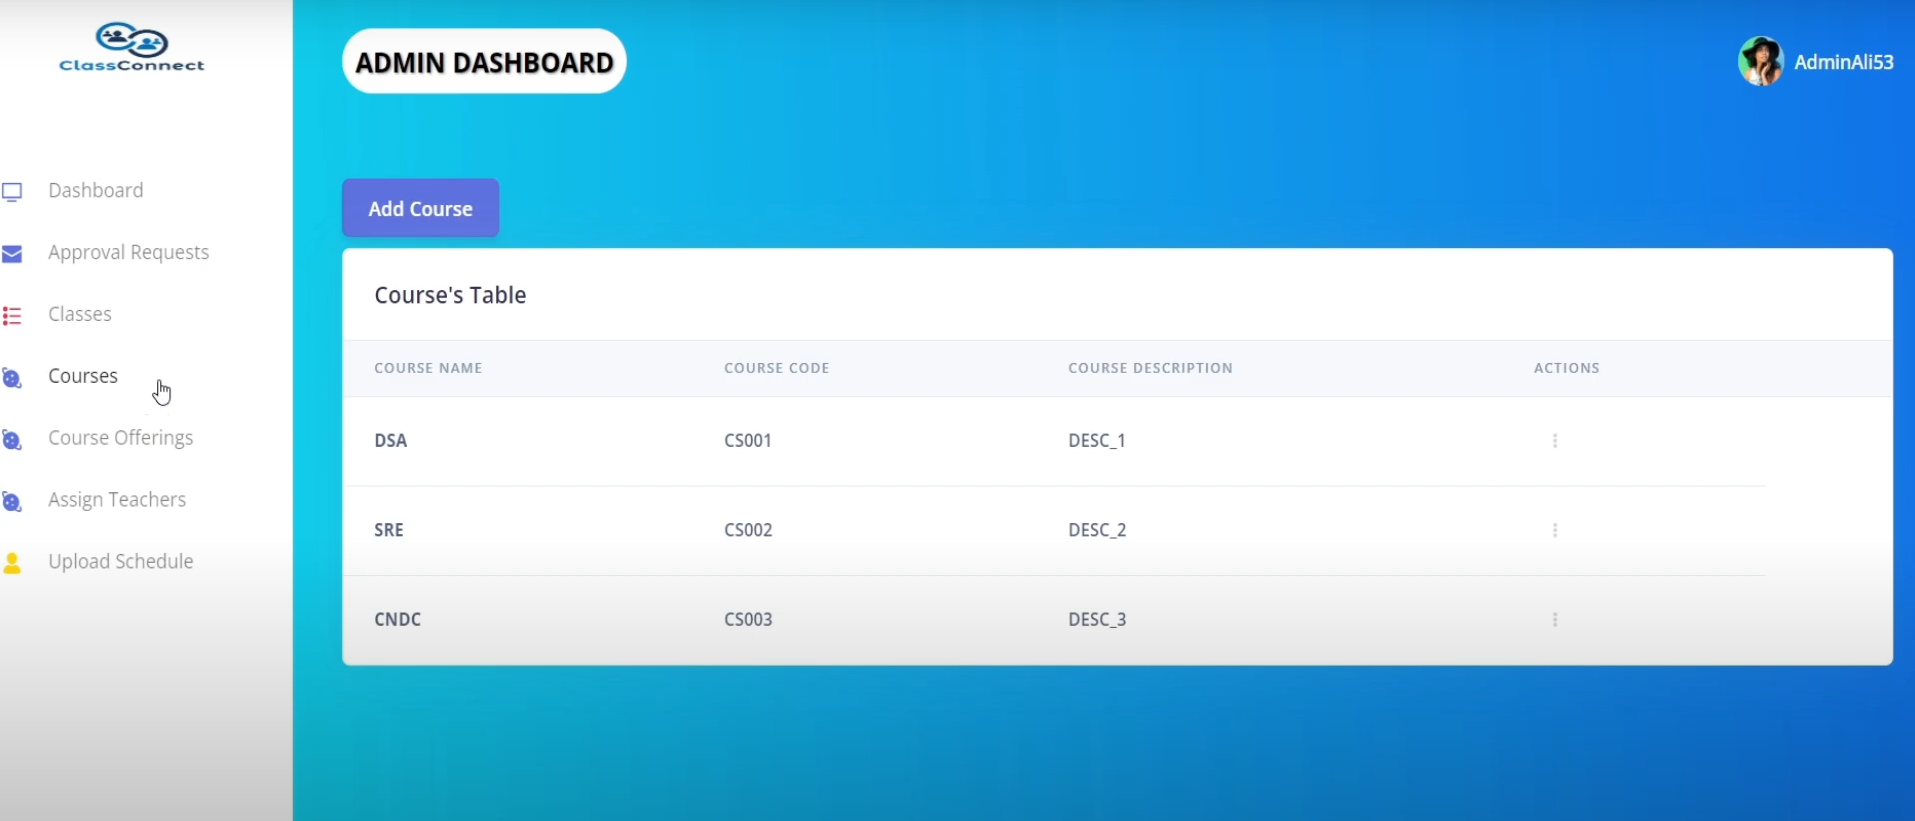 ClassConnect
ADMIN DASHBOARD
AdminAli53
Dashboard
Approval Requests
Classes
Courses
Course Offerings
Assign Teachers
Upload Schedule
Add Course
Course's Table
COURSE NAME COURSE CODE COURSE DESCRIPTION ACTIONS
DSA CS001 DESC_1
SRE CS002 DESC_2
CNDC CS003 DESC_3